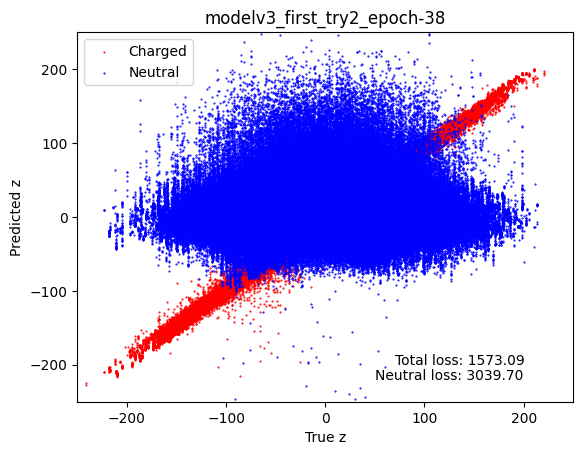 modelv3_first_try2_epoch-38
Charged
Neutral
Predicted z
200
100
0
−100
−200
Total loss: 1573.09
Neutral loss: 3039.70
−200 −100 0 100 200
True z